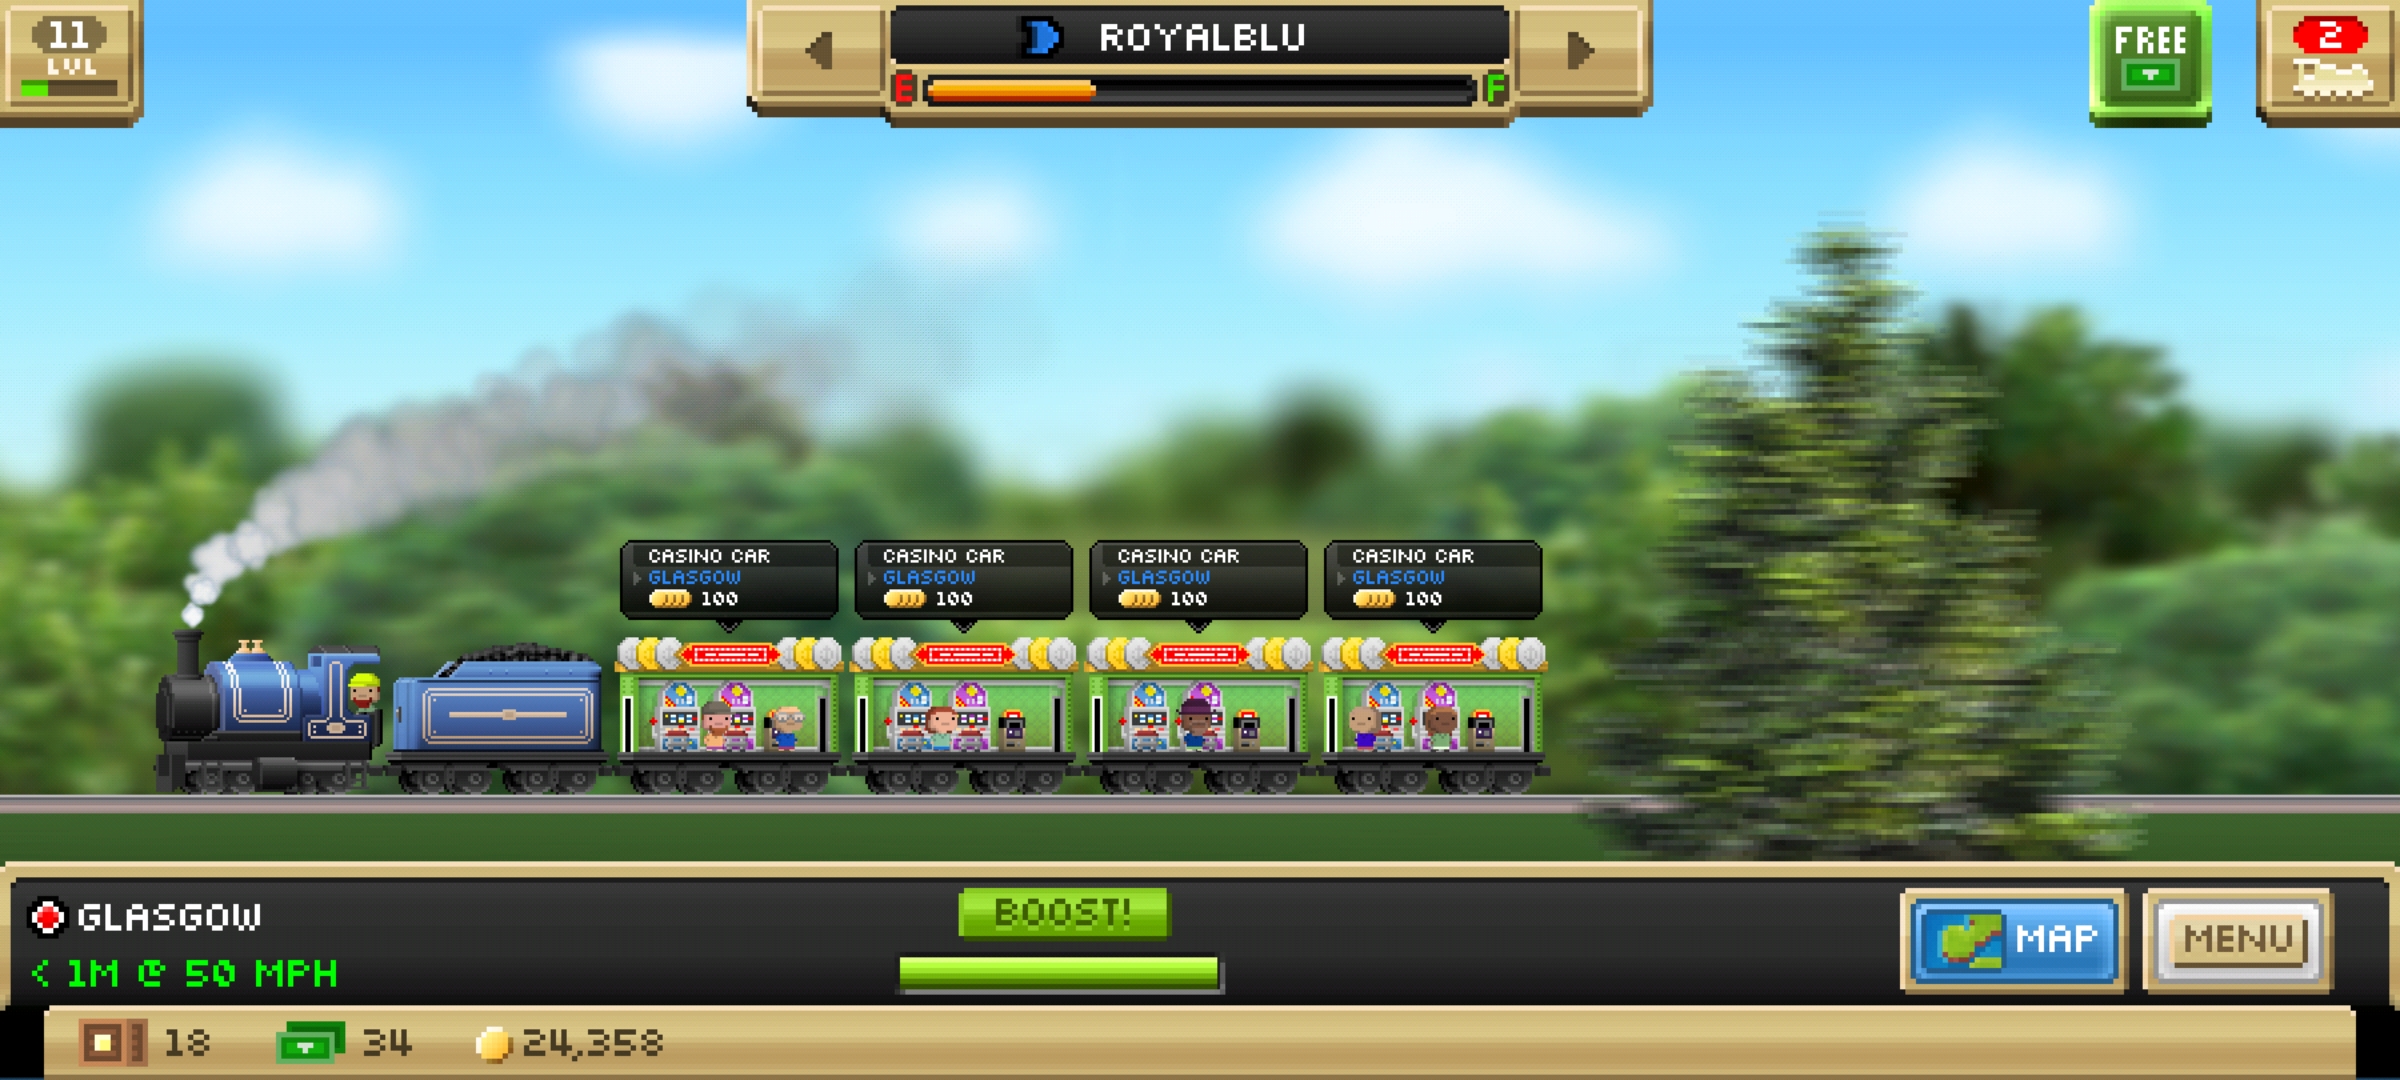 11
LVL
ROYALBLU
E F
FREE
2
CASINO CAR
GLASGOW
100
CASINO CAR
GLASGOW
100
CASINO CAR
GLASGOW
100
CASINO CAR
GLASGOW
100
GLASGOW
< 1M @ 50 MPH
BOOST!
MAP
MENU
18
34
24,358